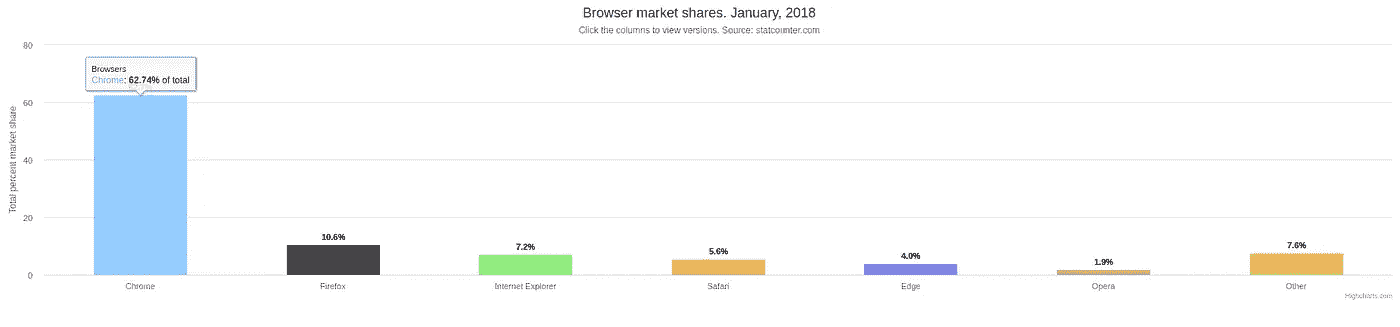 Browser market shares. January, 2018
Click the columns to view versions. Source: statcounter.com
Total percent market share
80
60
40
20
0
Browsers
Chrome: 62.74% of total
10.6%
7.2%
5.6%
4.0%
1.9%
7.6%
Chrome
Firefox
Internet Explorer
Safari
Edge
Opera
Other
Highcharts.com